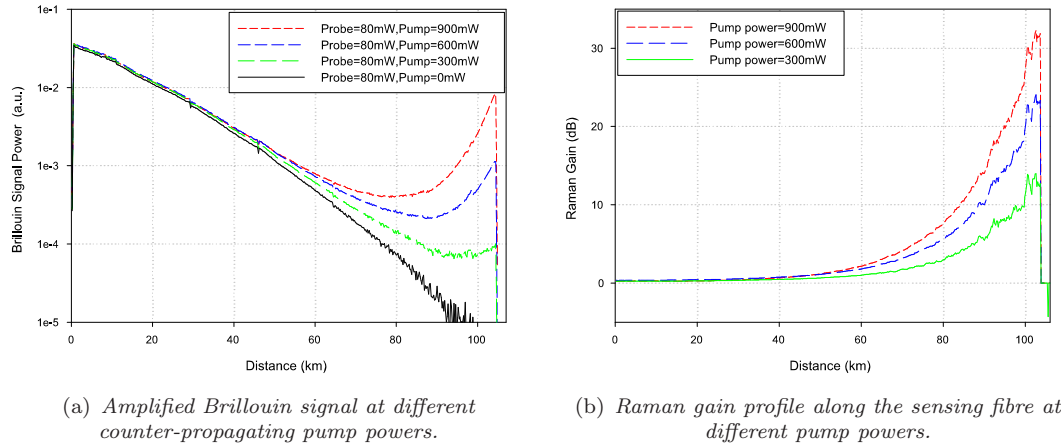 Probe=80mW,Pump=900mW
Probe=80mW,Pump=600mW
Probe=80mW,Pump=300mW
Probe=80mW,Pump=0mW
1e-1
1e-2
1e-3
1e-4
1e-5
Brillouin Signal Power (a.u.)
0 20 40 60 80 100
Distance (km)
(a) Amplified Brillouin signal at different
counter-propagating pump powers.
Pump power=900mW
Pump power=600mW
Pump power=300mW
30
20
10
0
Raman Gain (dB)
0 20 40 60 80 100
Distance (km)
(b) Raman gain profile along the sensing fibre at
different pump powers.